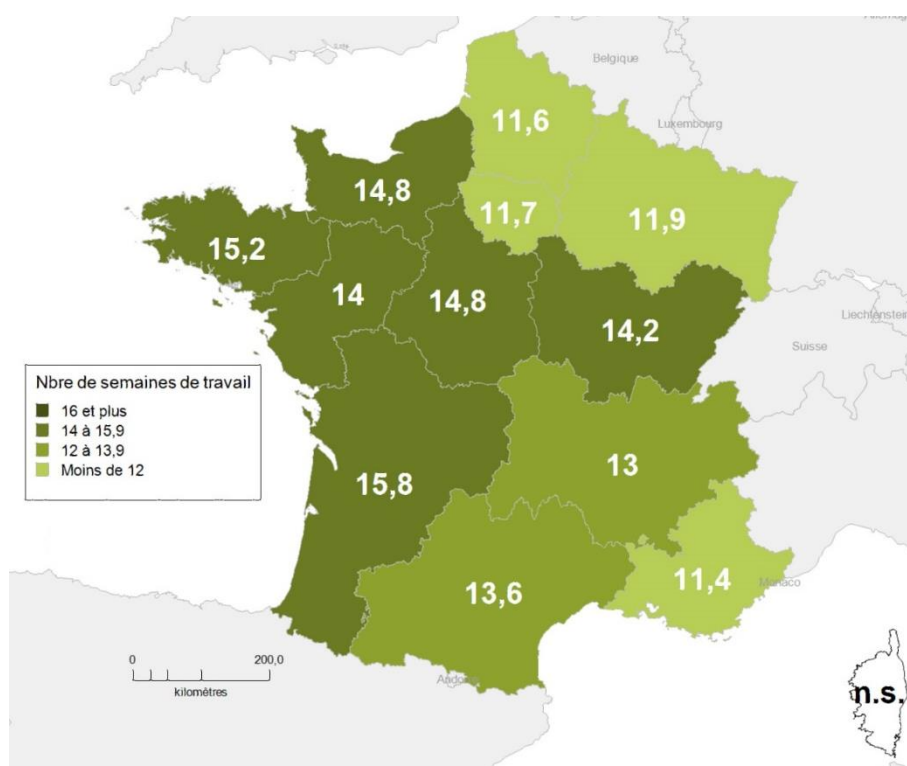 Belgique
11,6
Luxembourg
14,8
11,7
11,9
15,2
14
14,8
14,2
Liechtenstein
Suisse
Nbre de semaines de travail
16 et plus
14 à 15,9
12 à 13,9
Moins de 12
13
15,8
11,4
Monaco
13,6
0 200,0
kilomètres
n.s.